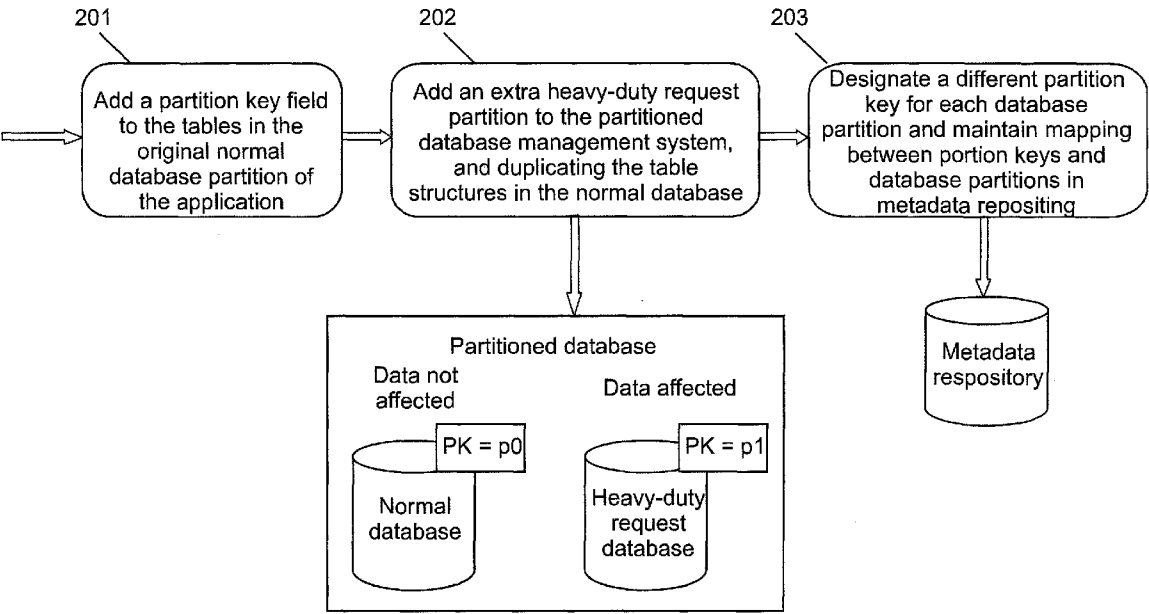 201
202
203
Add a partition key field
to the tables in the
original normal
database partition of
the application
Add an extra heavy-duty request
partition to the partitioned
database management system,
and duplicating the table
structures in the normal database
Designate a different partition
key for each database
partition and maintain mapping
between portion keys and
database partitions in
metadata repositing
Partitioned database
Data not
affected
Data affected
PK = p0
PK = p1
Normal
database
Heavy-duty
request
database
Metadata
respository